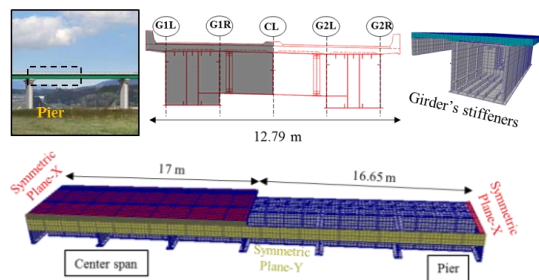 G1L
G1R
CL
G2L
G2R
Pier
12.79 m
Girder's stiffeners
Symmetric
Plane-X
17 m
16.65 m
Symmetric
Plane-X
Center span
Symmetric
Plane-Y
Pier